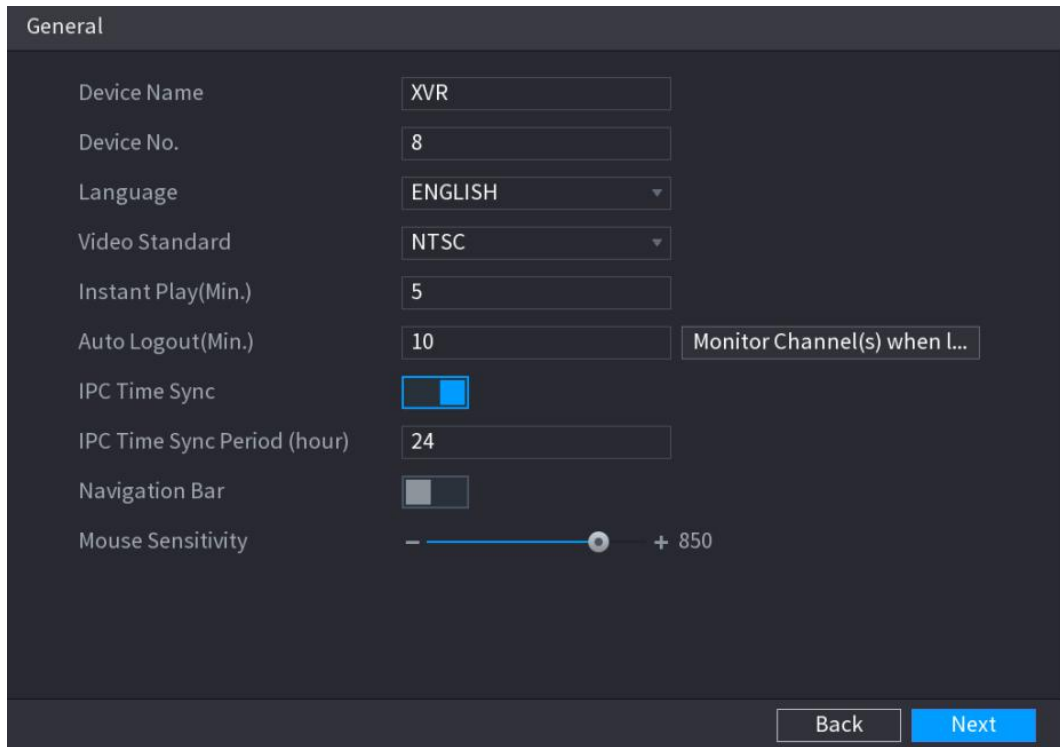 General
Device Name XVR
Device No. 8
Language ENGLISH
Video Standard NTSC
Instant Play(Min.) 5
Auto Logout(Min.) 10 Monitor Channel(s) when l...
IPC Time Sync
IPC Time Sync Period (hour) 24
Navigation Bar
Mouse Sensitivity − + 850
Back Next